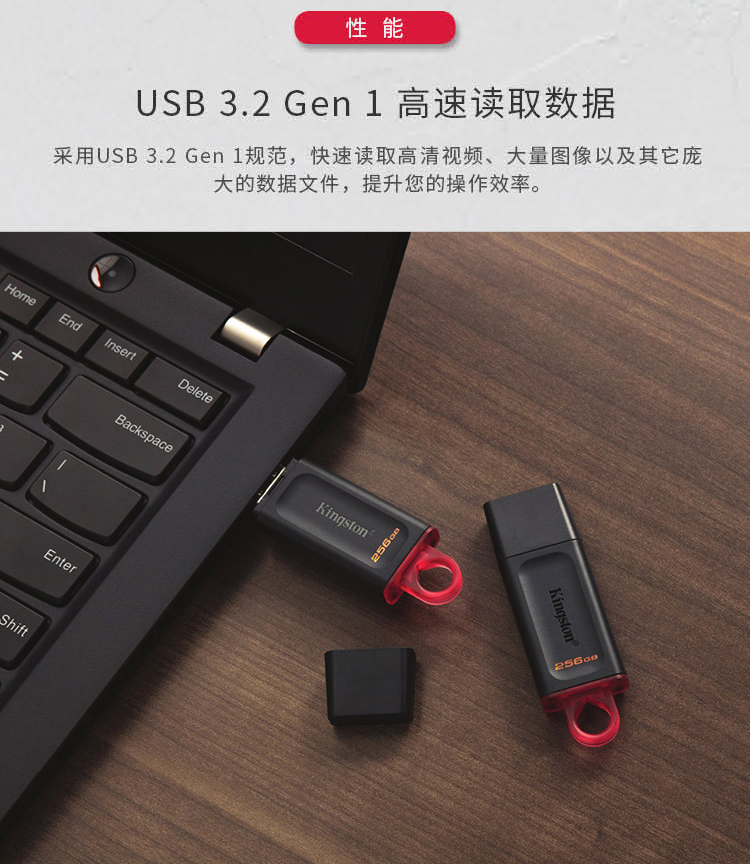 性 能
USB 3.2 Gen 1 高速读取数据
采用USB 3.2 Gen 1规范，快速读取高清视频、大量图像以及其它庞
大的数据文件，提升您的操作效率。
Home
End
Insert
Delete
+
=
Backspace
|
\
Enter
Shift
Kingston
256GB
Kingston
256GB